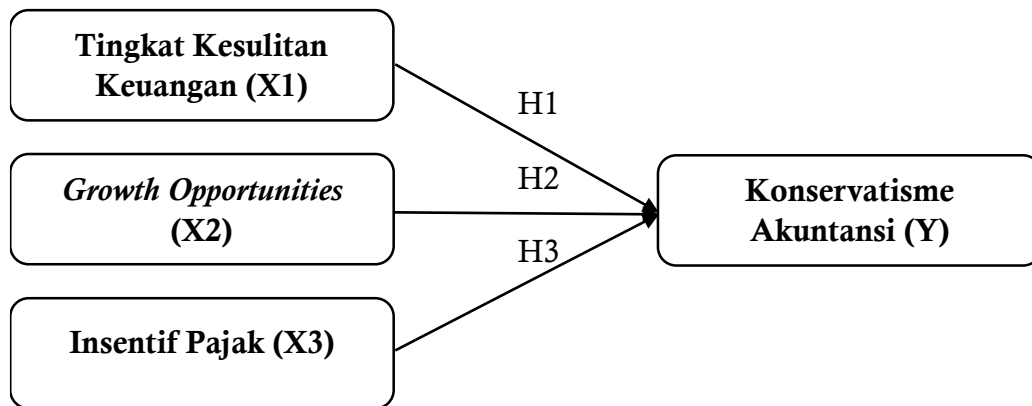 Tingkat Kesulitan
Keuangan (X1)
H1
Growth Opportunities
(X2)
H2
Konservatisme
Akuntansi (Y)
H3
Insentif Pajak (X3)